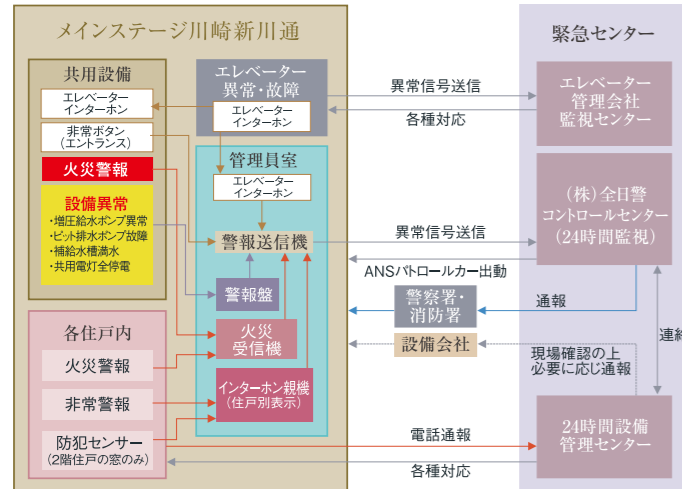 メインステージ川崎新川通
緊急センター
共用設備
エレベーター
インターホン
非常ボタン
(エントランス)
火災警報
設備異常
・増圧給水ポンプ異常
・ピット排水ポンプ故障
・補給水槽満水
・共用電灯全停電
エレベーター
異常・故障
エレベーター
インターホン
管理員室
エレベーター
インターホン
警報送信機
警報盤
火災
受信機
インターホン親機
(住戸別表示)
各住戸内
火災警報
非常警報
防犯センサー
(2階住戸の窓のみ)
異常信号送信
各種対応
異常信号送信
ANSパトロールカー出動
警察署・
消防署
通報
設備会社
現場確認の上
必要に応じ通報
電話通報
各種対応
エレベーター
管理会社
監視センター
(株)全日警
コントロールセンター
(24時間監視)
連絡
24時間設備
管理センター